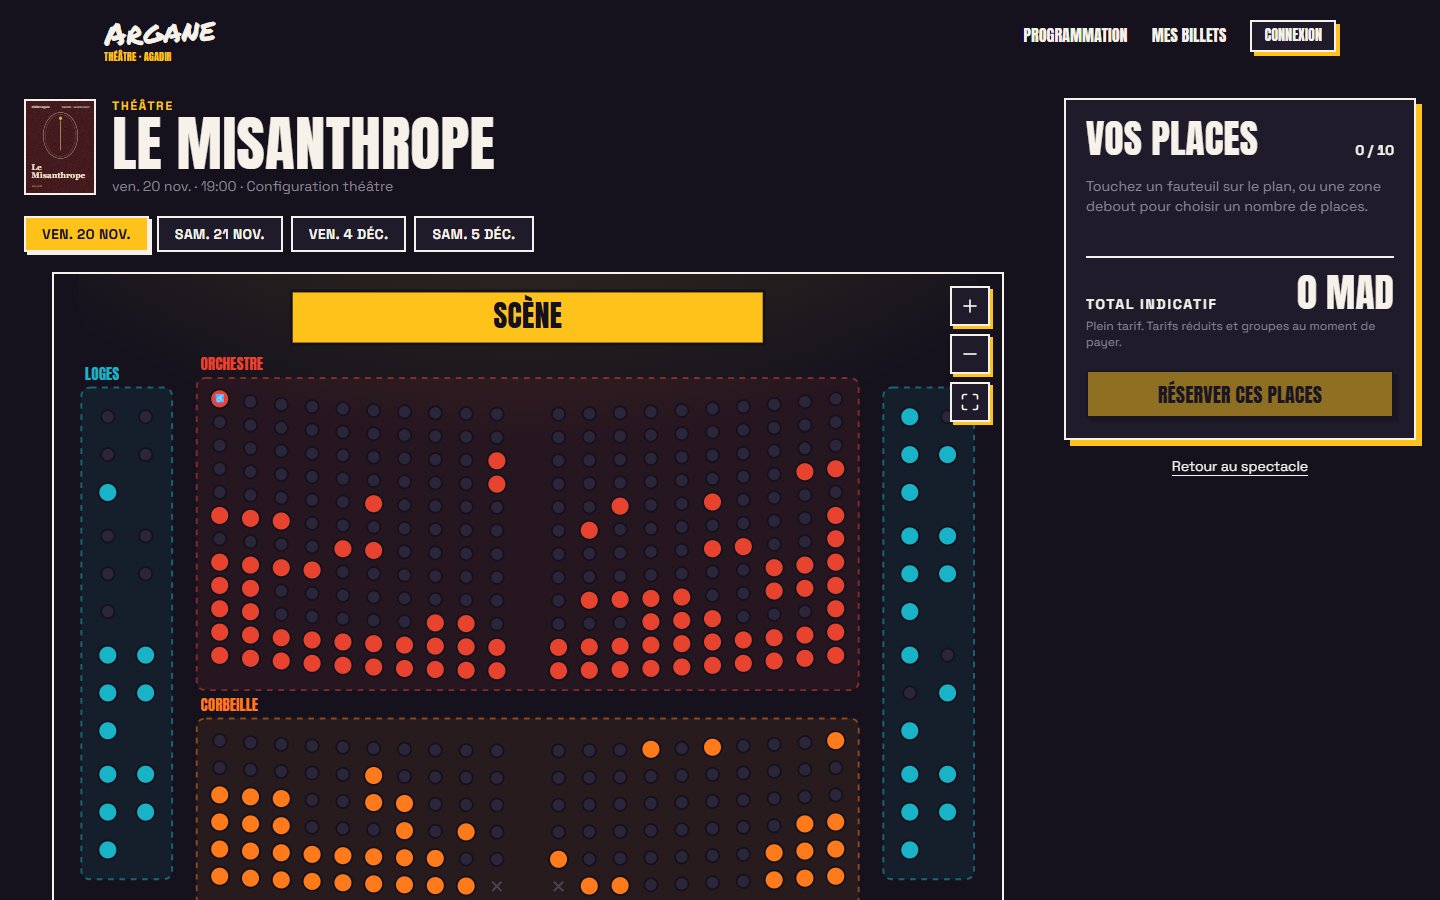 ARGANE
THÉÂTRE · AGADIR
PROGRAMMATION
MES BILLETS
CONNEXION
Le
Misanthrope
THÉÂTRE
LE MISANTHROPE
ven. 20 nov. · 19:00 · Configuration théâtre
VEN. 20 NOV.
SAM. 21 NOV.
VEN. 4 DÉC.
SAM. 5 DÉC.
SCÈNE
LOGES
ORCHESTRE
CORBEILLE
VOS PLACES
0 / 10
Touchez un fauteuil sur le plan, ou une zone
debout pour choisir un nombre de places.
TOTAL INDICATIF
0 MAD
Plein tarif. Tarifs réduits et groupes au moment de
payer.
RÉSERVER CES PLACES
Retour au spectacle